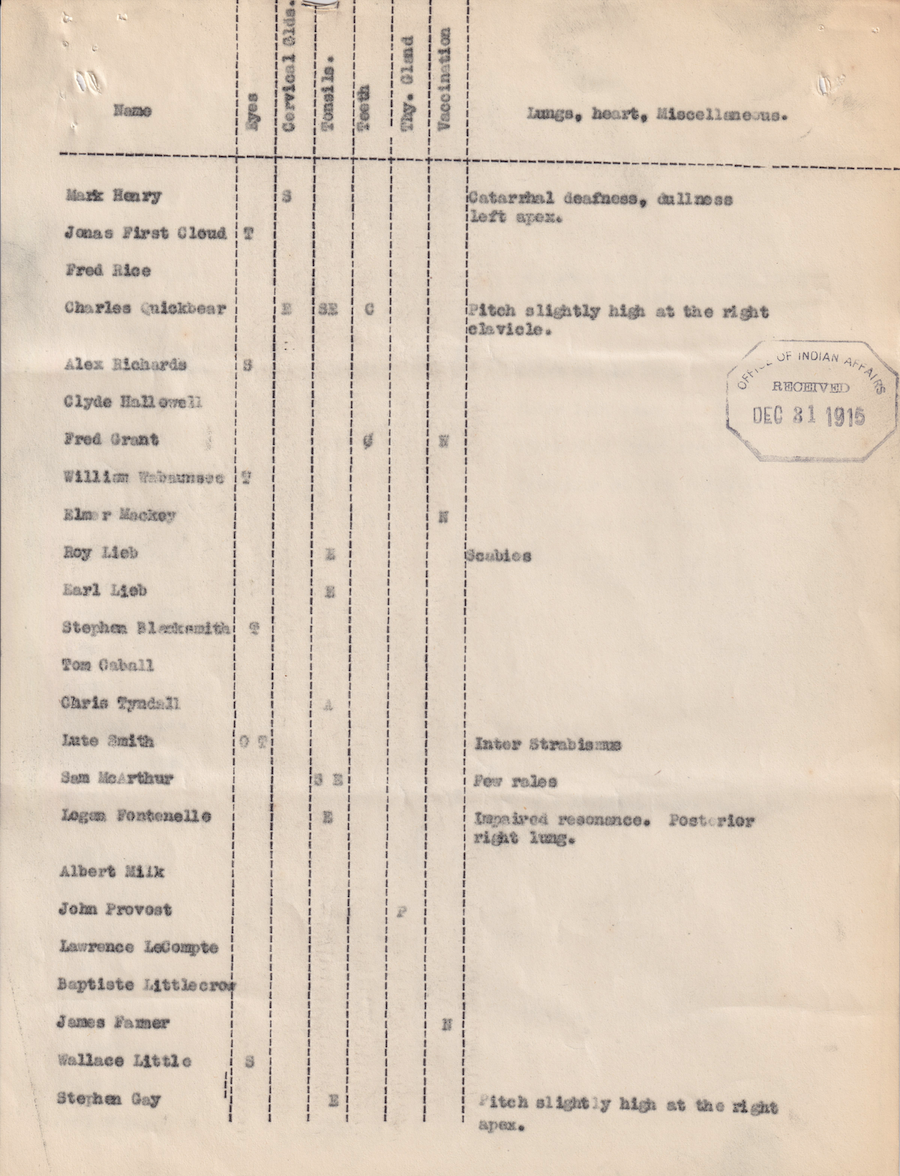 Name Eyes Cervical Glds. Tonsils. Teeth Thy. Gland Vaccination Lungs, heart, Miscellaneous.
Mark Henry S Catarrhal deafness, dullness
left apex.
Jonas First Cloud T
Fred Rice
Charles Quickbear E SE C Pitch slightly high at the right
clavicle.
Alex Richards S
OFFICE OF INDIAN AFFAIRS
RECEIVED
DEC 31 1915
Clyde Hallowell
Fred Grant Ø N
William Wabaunsee T
Elmer Mackey N
Roy Lieb E Scabies
Earl Lieb E
Stephen Blacksmith T
Tom Caball
Chris Tyndall A
Lute Smith O T Inter Strabismus
Sam McArthur S E Few rales
Logan Fontenelle E Impaired resonance. Posterior
right lung.
Albert Milk
John Provost P
Lawrence LeCompte
Baptiste Littlecrow
James Farmer N
Wallace Little S
Stephen Gay E Pitch slightly high at the right
apex.